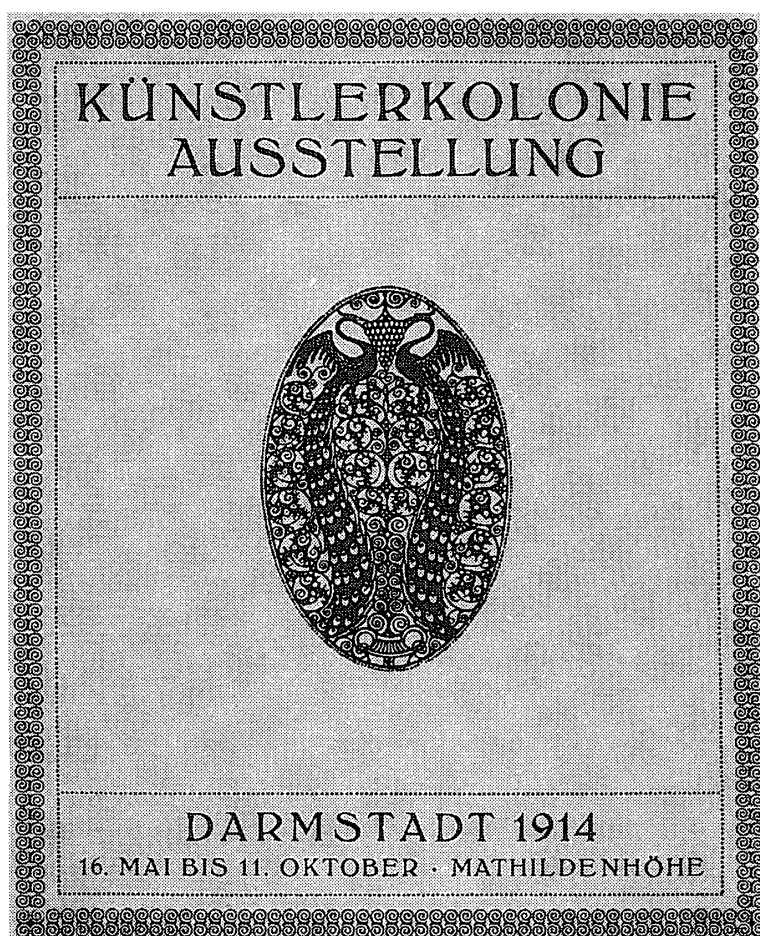 KÜNSTLERKOLONIE
AUSSTELLUNG
DARMSTADT 1914
16. MAI BIS 11. OKTOBER · MATHILDENHÖHE